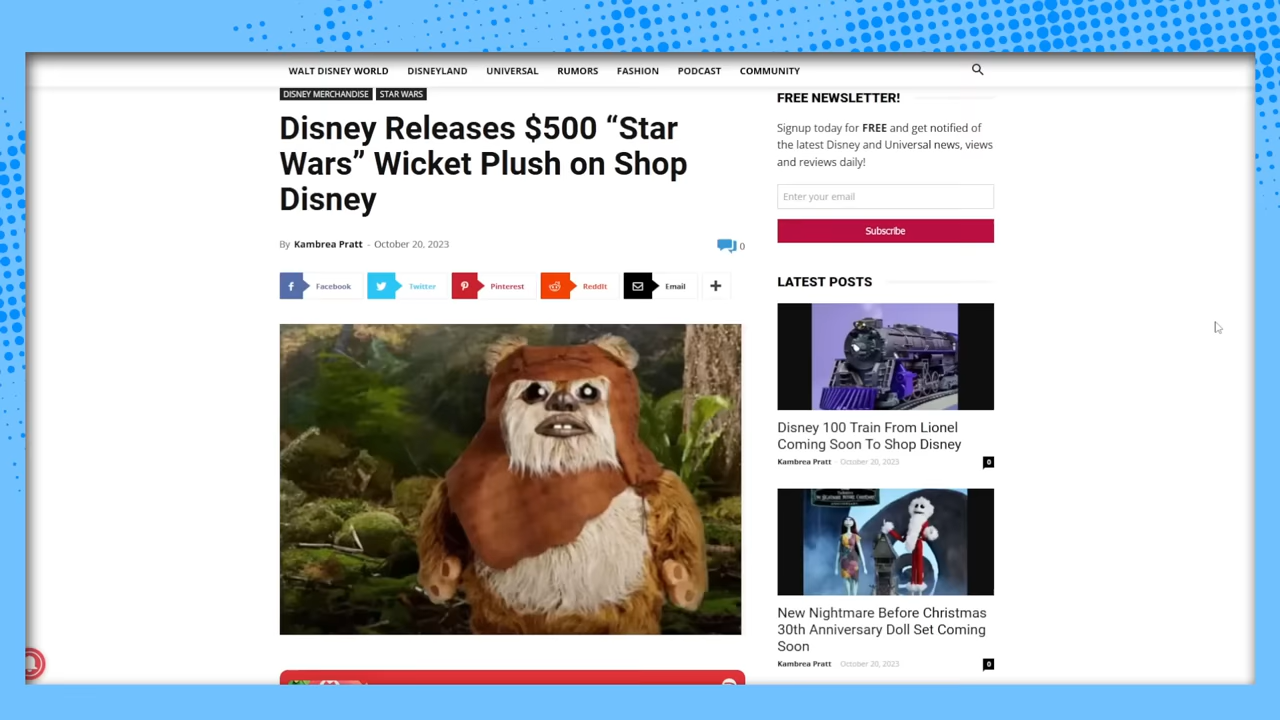 WALT DISNEY WORLD DISNEYLAND UNIVERSAL RUMORS FASHION PODCAST COMMUNITY
DISNEY MERCHANDISE STAR WARS
Disney Releases $500 “Star
Wars” Wicket Plush on Shop
Disney
By Kambrea Pratt - October 20, 2023
0
Facebook Twitter Pinterest ReddIt Email
FREE NEWSLETTER!
Signup today for FREE and get notified of
the latest Disney and Universal news, views
and reviews daily!
Enter your email
Subscribe
LATEST POSTS
Disney 100 Train From Lionel
Coming Soon To Shop Disney
Kambrea Pratt - October 20, 2023 0
New Nightmare Before Christmas
30th Anniversary Doll Set Coming
Soon
Kambrea Pratt - October 20, 2023 0